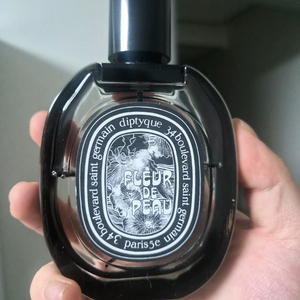 34 boulevard saint germain diptyque 34 boulevard saint germain paris 5e
FLEUR
DE
PEAU